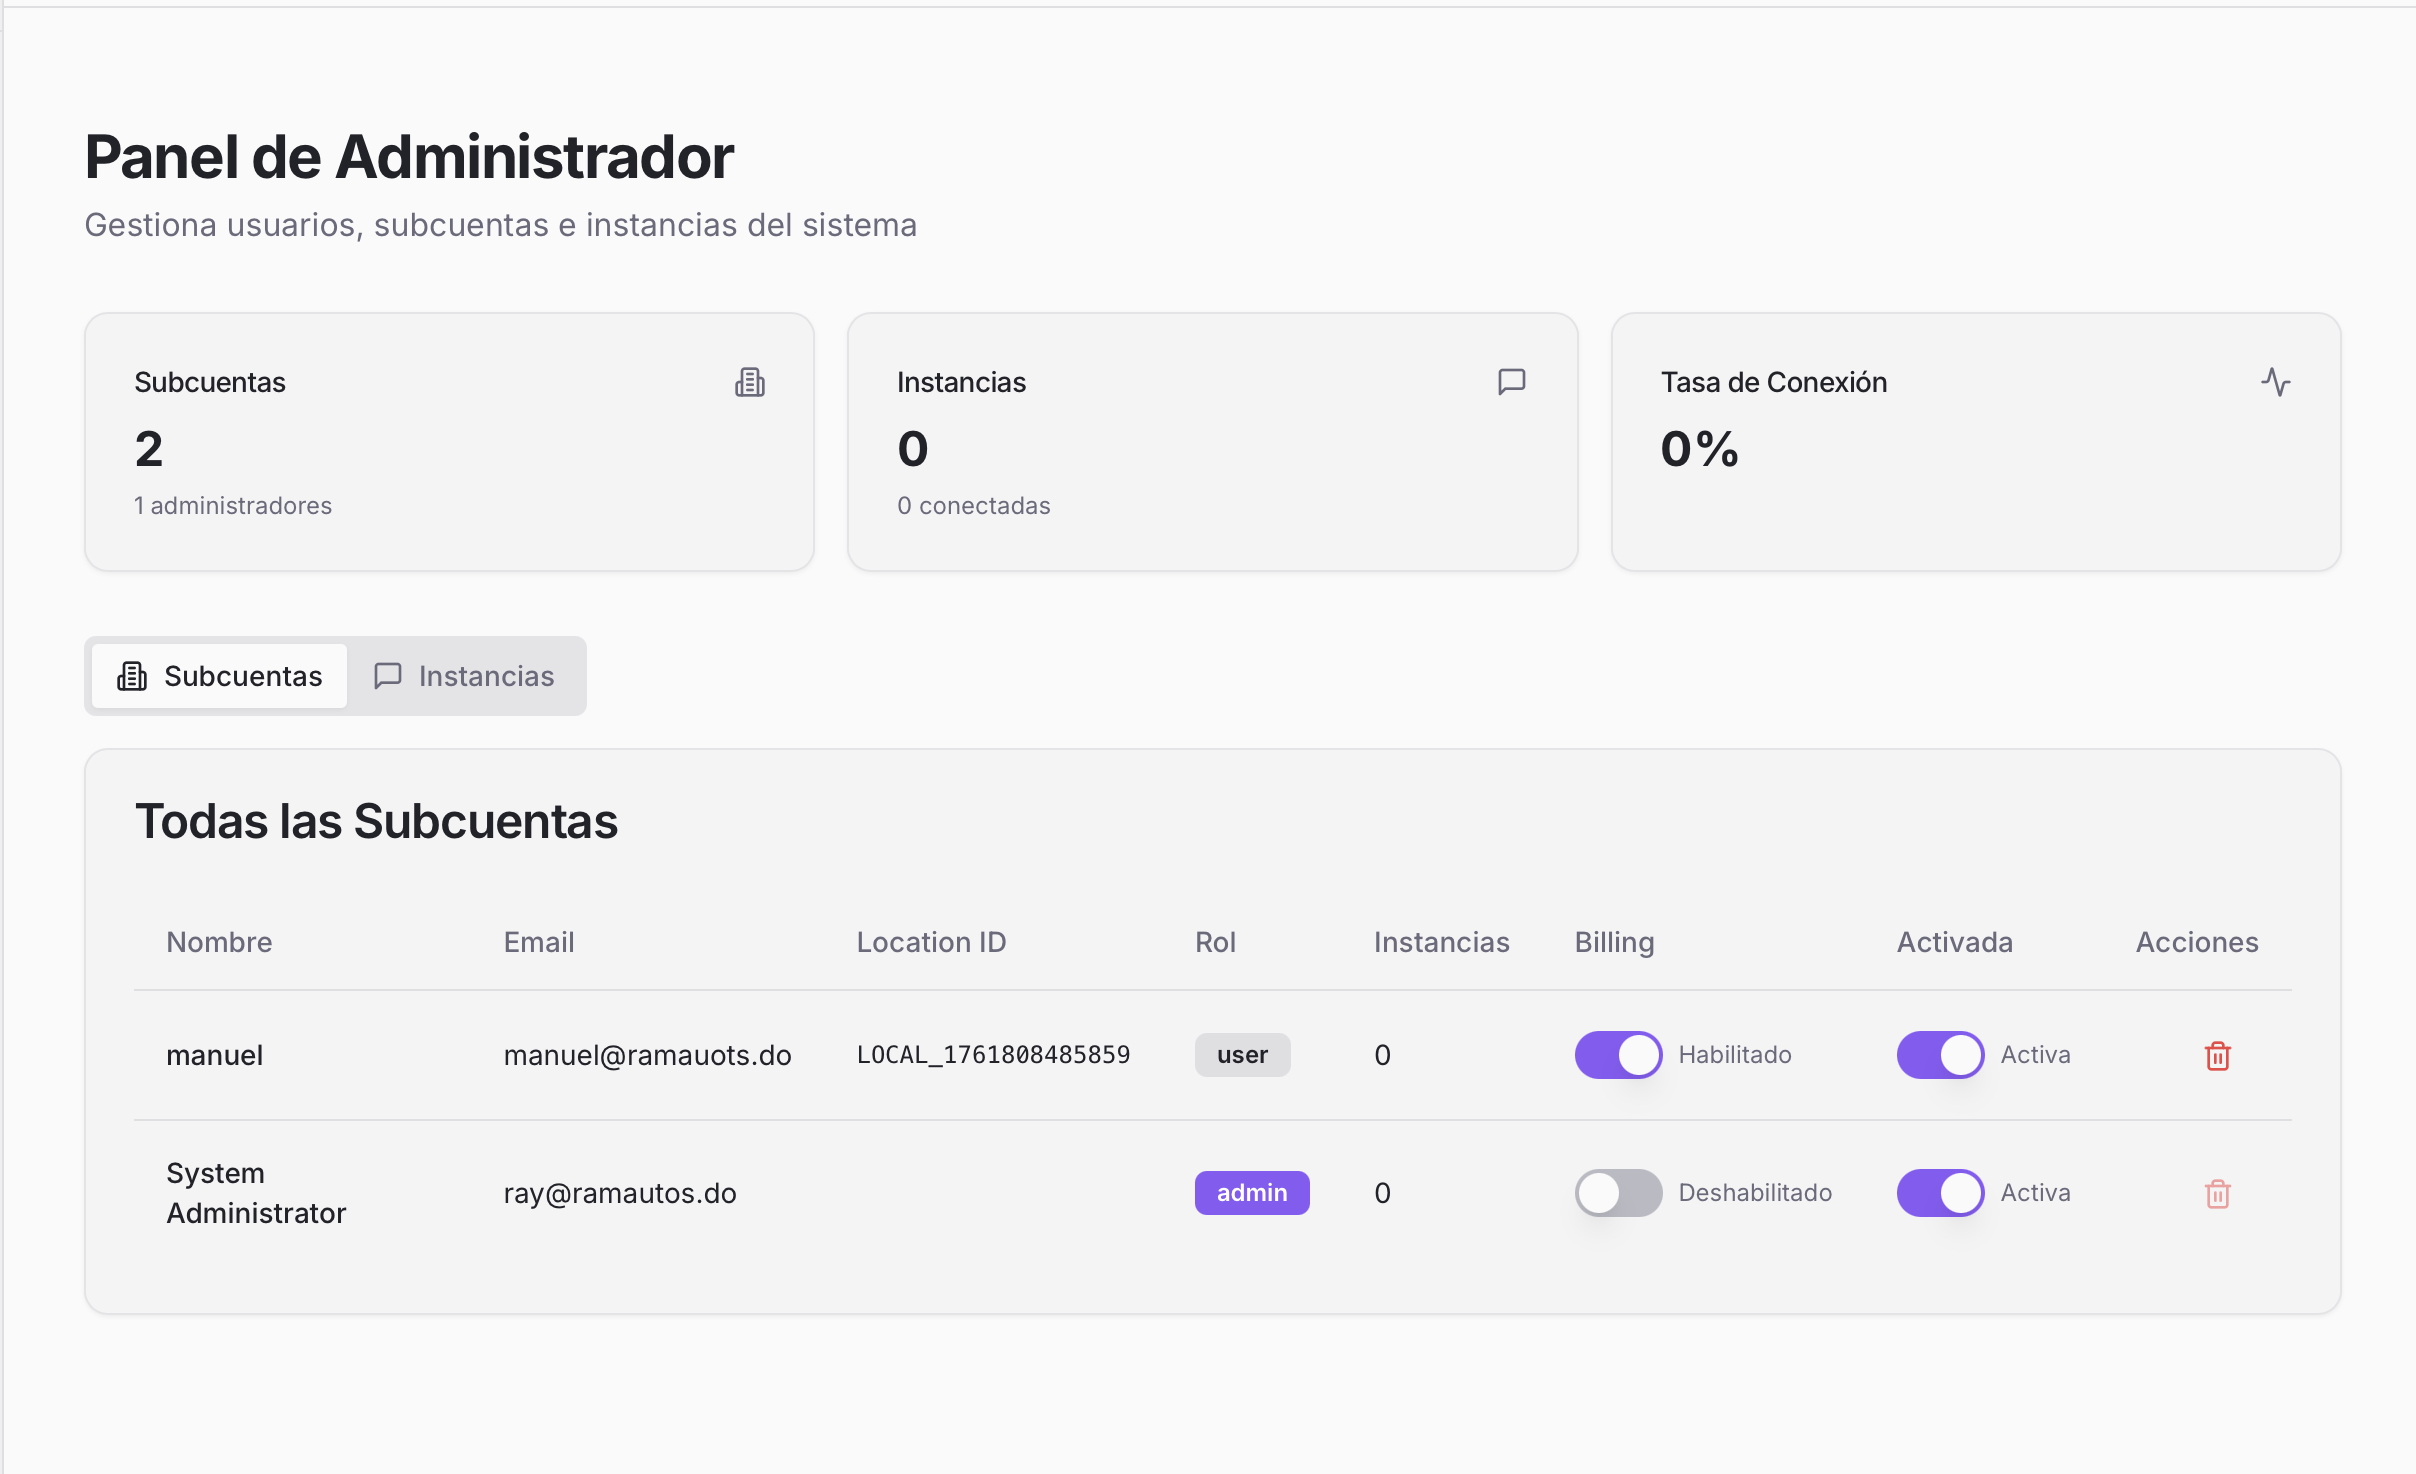 Panel de Administrador
Gestiona usuarios, subcuentas e instancias del sistema
Subcuentas
2
1 administradores
Instancias
0
0 conectadas
Tasa de Conexión
0%
Subcuentas Instancias
Todas las Subcuentas
Nombre Email Location ID Rol Instancias Billing Activada Acciones
manuel manuel@ramauots.do LOCAL_1761808485859 user 0 Habilitado Activa
System
Administrator ray@ramautos.do admin 0 Deshabilitado Activa